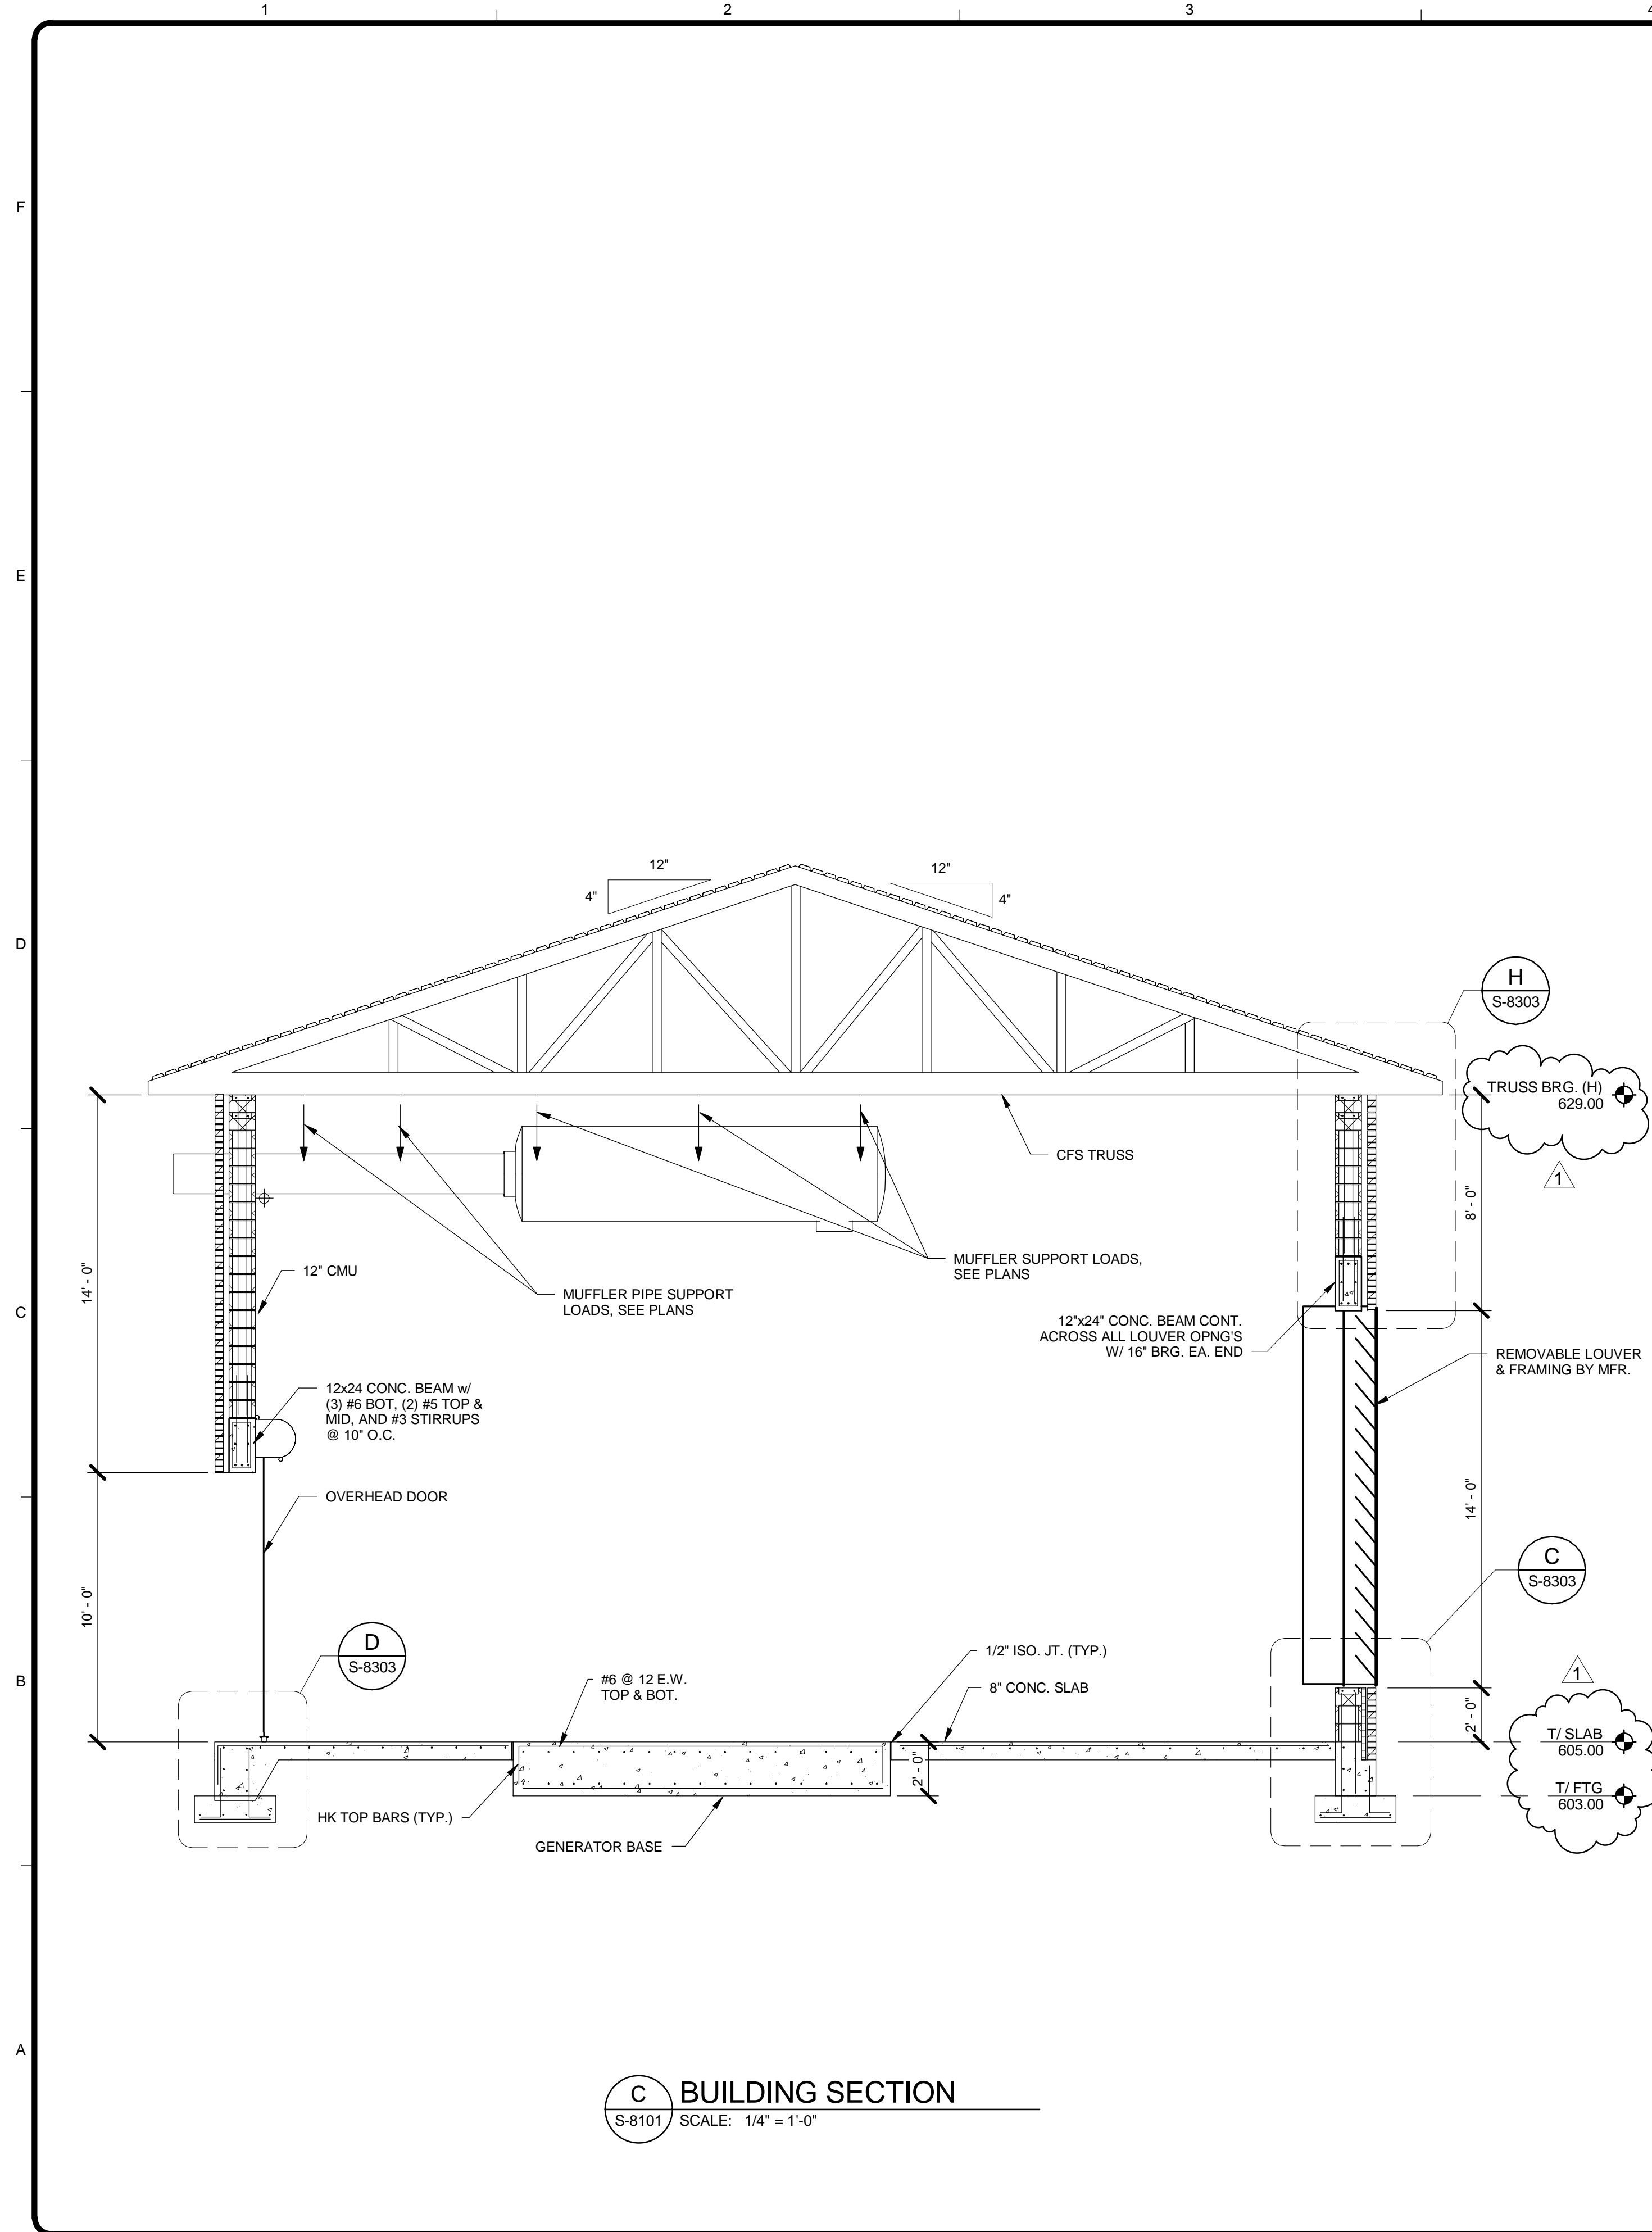 1
2
3
4
F
E
D
C
B
A
12"
4"
12"
4"
H
S-8303
TRUSS BRG. (H)
629.00
1
CFS TRUSS
8' - 0"
14' - 0"
12" CMU
MUFFLER SUPPORT LOADS,
SEE PLANS
MUFFLER PIPE SUPPORT
LOADS, SEE PLANS
12"x24" CONC. BEAM CONT.
ACROSS ALL LOUVER OPNG'S
W/ 16" BRG. EA. END
REMOVABLE LOUVER
& FRAMING BY MFR.
12x24 CONC. BEAM w/
(3) #6 BOT, (2) #5 TOP &
MID, AND #3 STIRRUPS
@ 10" O.C.
OVERHEAD DOOR
14' - 0"
C
S-8303
10' - 0"
D
S-8303
1/2" ISO. JT. (TYP.)
#6 @ 12 E.W.
TOP & BOT.
8" CONC. SLAB
1
2' - 0"
T/ SLAB
605.00
2' - 0"
T/ FTG
603.00
HK TOP BARS (TYP.)
GENERATOR BASE
C
S-8101
BUILDING SECTION
SCALE: 1/4" = 1'-0"